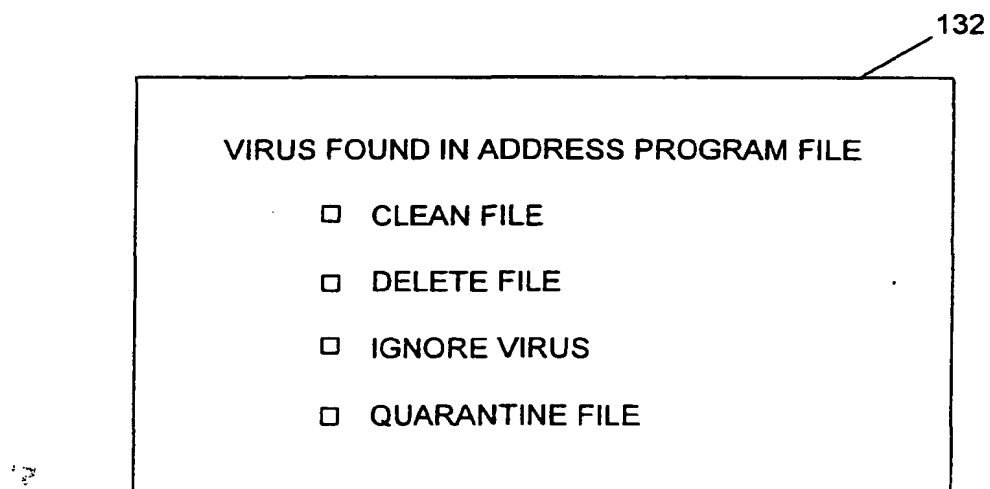 132
VIRUS FOUND IN ADDRESS PROGRAM FILE
CLEAN FILE
DELETE FILE
IGNORE VIRUS
QUARANTINE FILE